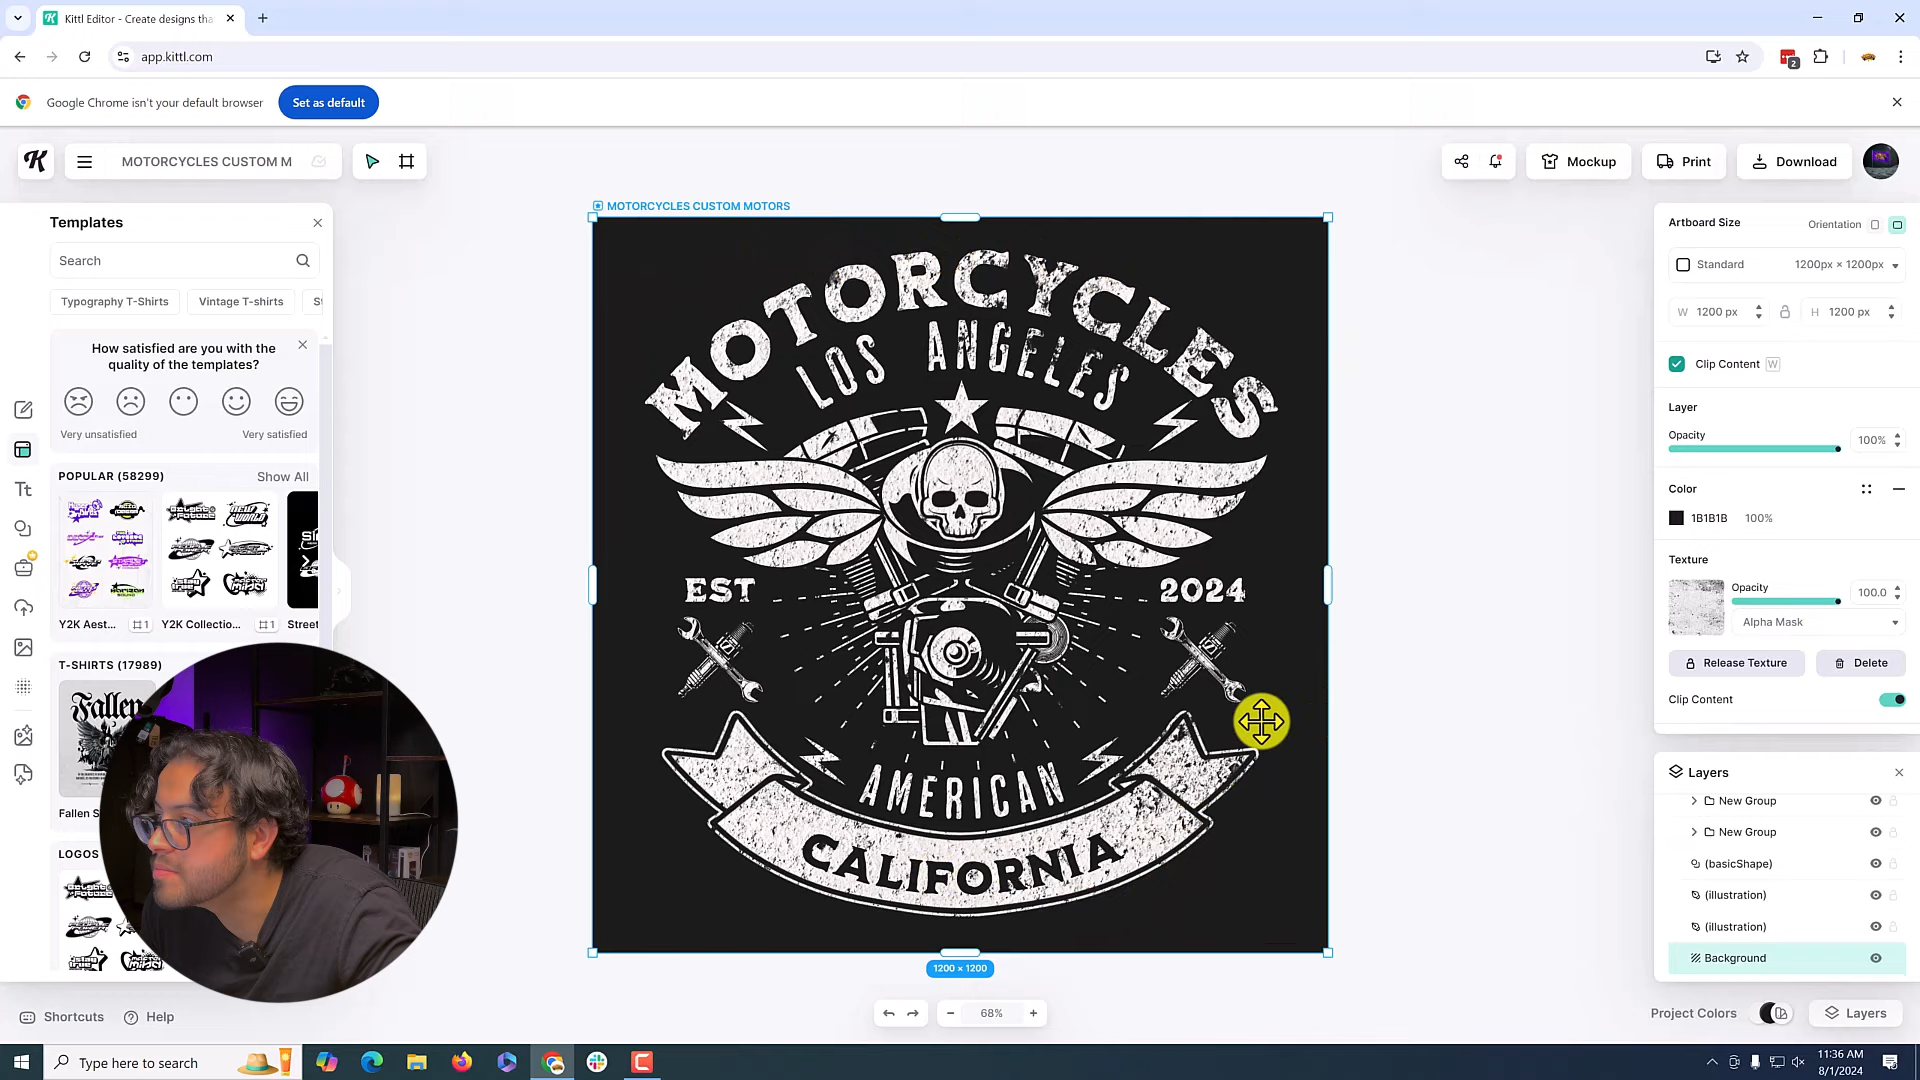 Kittl Editor - Create designs tha
app.kittl.com
2
Google Chrome isn't your default browser
Set as default
MOTORCYCLES CUSTOM M
Mockup
Print
Download
Templates
Search
Typography T-Shirts
Vintage T-shirts
How satisfied are you with the
quality of the templates?
Very unsatisfied
Very satisfied
POPULAR (58299)
Show All
Y2K Aest...
1
Y2K Collectio...
1
Street
T-SHIRTS (17989)
Fallen
Fallen S
LOGOS
Shortcuts
Help
MOTORCYCLES CUSTOM MOTORS
MOTORCYCLES
LOS ANGELES
EST
2024
AMERICAN
CALIFORNIA
1200 × 1200
68%
Artboard Size
Orientation
Standard
1200px × 1200px
W 1200 px
H 1200 px
Clip Content W
Layer
Opacity
100%
Color
1B1B1B 100%
Texture
Opacity
100.0
Alpha Mask
Release Texture
Delete
Clip Content
Layers
New Group
New Group
(basicShape)
(illustration)
(illustration)
Background
Project Colors
Layers
Type here to search
11:36 AM
8/1/2024